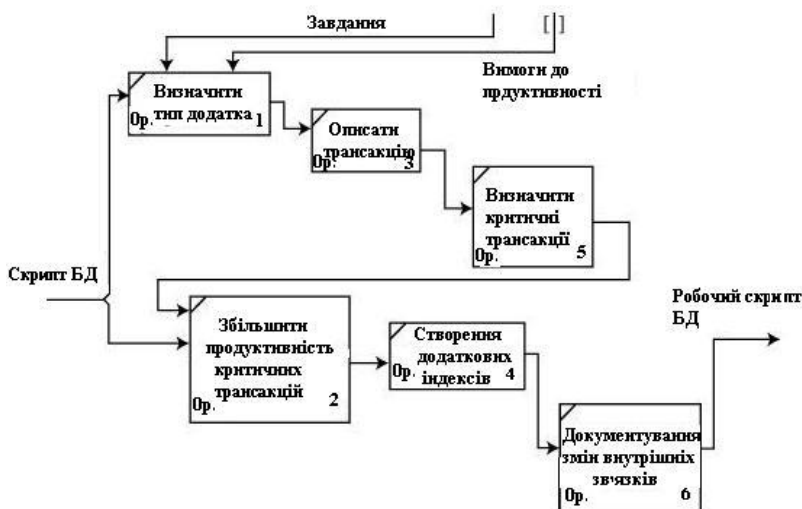 Завдання
[ ]
Вимоги до
прдуктивності
Визначити
тип додатка
0р. 1
Описати
трансакцію
0р. 3
Визначити
критичні
трансакції
0р. 5
Скрипт БД
Збільшити
продуктивність
критичних
трансакцій
0р. 2
Створення
додаткових
0р. індексів 4
Робочий скрипт
БД
Документування
змін внутрішніх
зв'язків
0р. 6